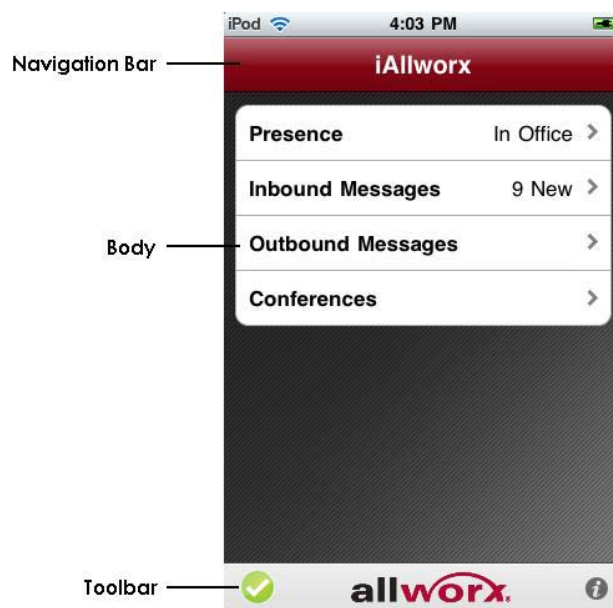 iPod 4:03 PM
Navigation Bar iAllworx
Presence In Office
Inbound Messages 9 New
Body Outbound Messages
Conferences
Toolbar allworx.
i